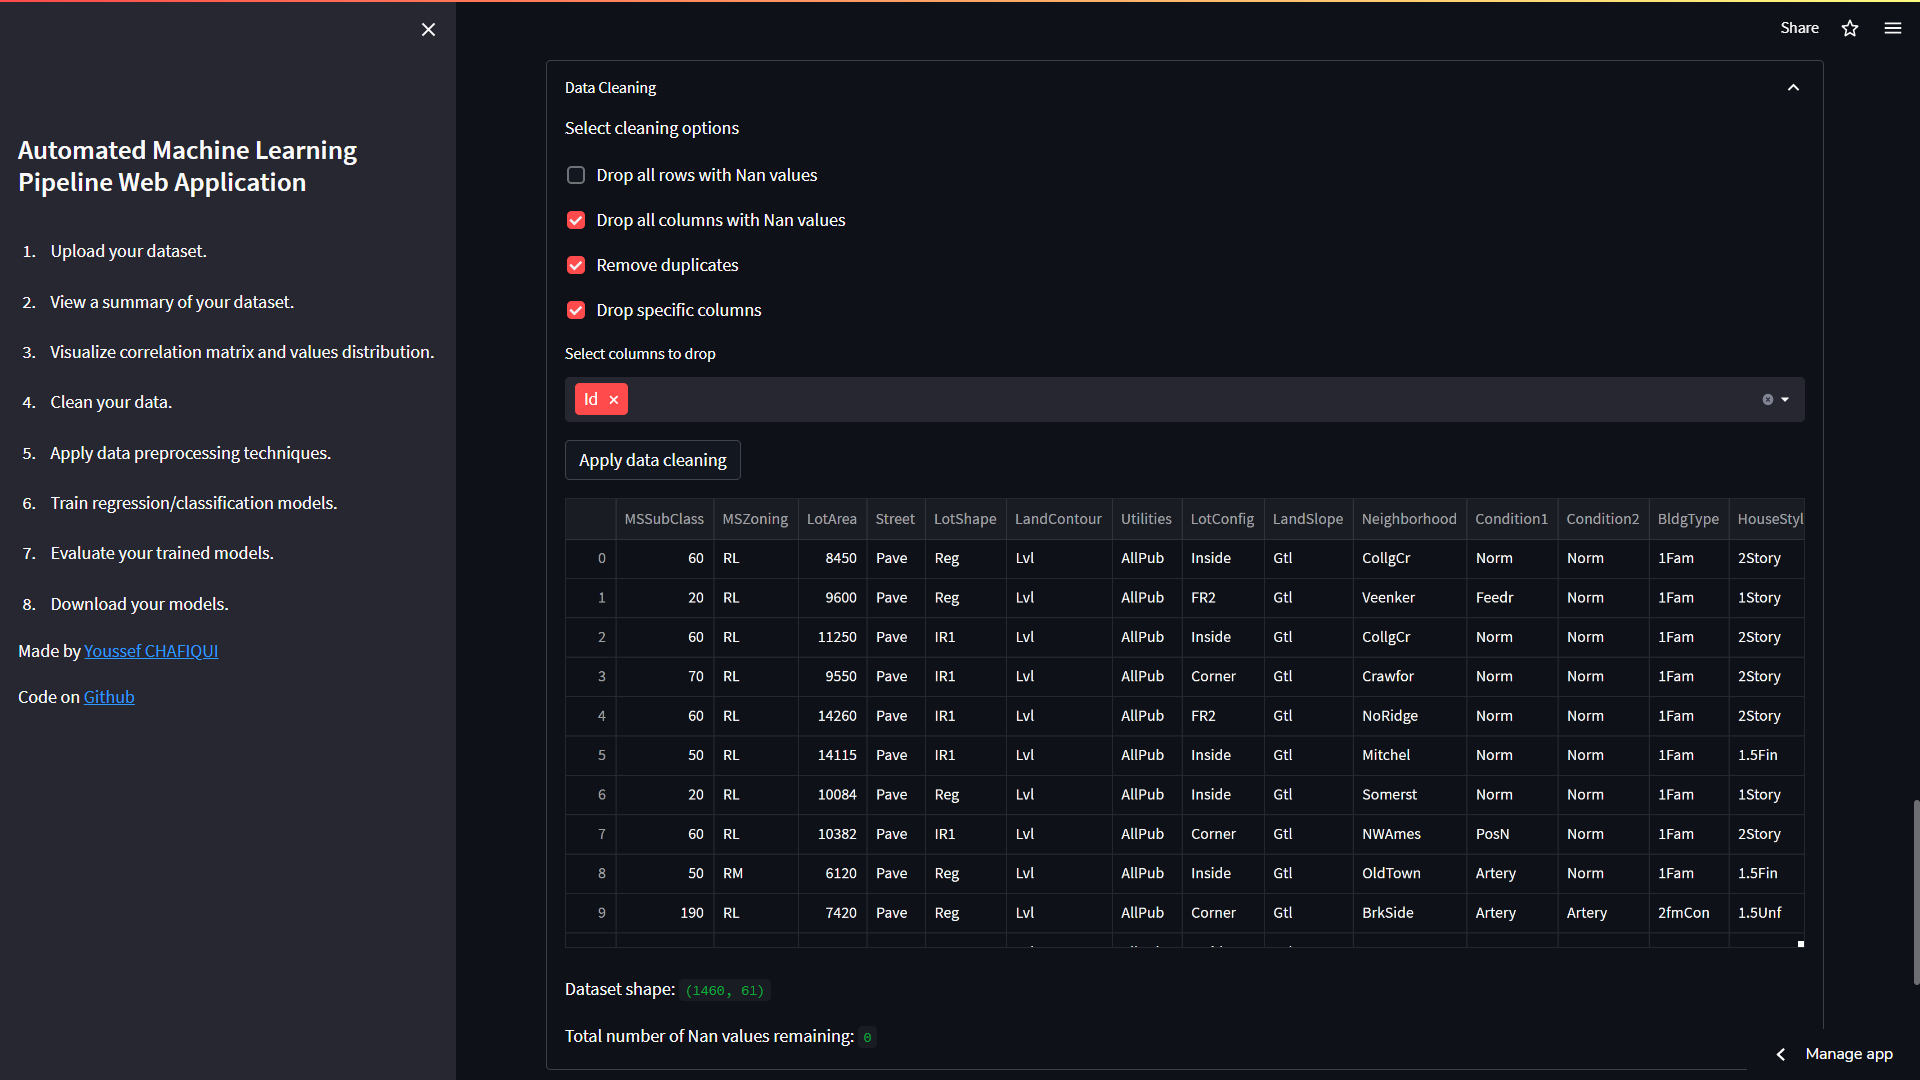 Share
Automated Machine Learning
Pipeline Web Application
1. Upload your dataset.
2. View a summary of your dataset.
3. Visualize correlation matrix and values distribution.
4. Clean your data.
5. Apply data preprocessing techniques.
6. Train regression/classification models.
7. Evaluate your trained models.
8. Download your models.
Made by Youssef CHAFIQUI
Code on Github
Data Cleaning
Select cleaning options
Drop all rows with Nan values
Drop all columns with Nan values
Remove duplicates
Drop specific columns
Select columns to drop
Id
Apply data cleaning
MSSubClass MSZoning LotArea Street LotShape LandContour Utilities LotConfig LandSlope Neighborhood Condition1 Condition2 BldgType HouseStyl
0 60 RL 8450 Pave Reg Lvl AllPub Inside Gtl CollgCr Norm Norm 1Fam 2Story
1 20 RL 9600 Pave Reg Lvl AllPub FR2 Gtl Veenker Feedr Norm 1Fam 1Story
2 60 RL 11250 Pave IR1 Lvl AllPub Inside Gtl CollgCr Norm Norm 1Fam 2Story
3 70 RL 9550 Pave IR1 Lvl AllPub Corner Gtl Crawfor Norm Norm 1Fam 2Story
4 60 RL 14260 Pave IR1 Lvl AllPub FR2 Gtl NoRidge Norm Norm 1Fam 2Story
5 50 RL 14115 Pave IR1 Lvl AllPub Inside Gtl Mitchel Norm Norm 1Fam 1.5Fin
6 20 RL 10084 Pave Reg Lvl AllPub Inside Gtl Somerst Norm Norm 1Fam 1Story
7 60 RL 10382 Pave IR1 Lvl AllPub Corner Gtl NWAmes PosN Norm 1Fam 2Story
8 50 RM 6120 Pave Reg Lvl AllPub Inside Gtl OldTown Artery Norm 1Fam 1.5Fin
9 190 RL 7420 Pave Reg Lvl AllPub Corner Gtl BrkSide Artery Artery 2fmCon 1.5Unf
Dataset shape: (1460, 61)
Total number of Nan values remaining: 0
Manage app